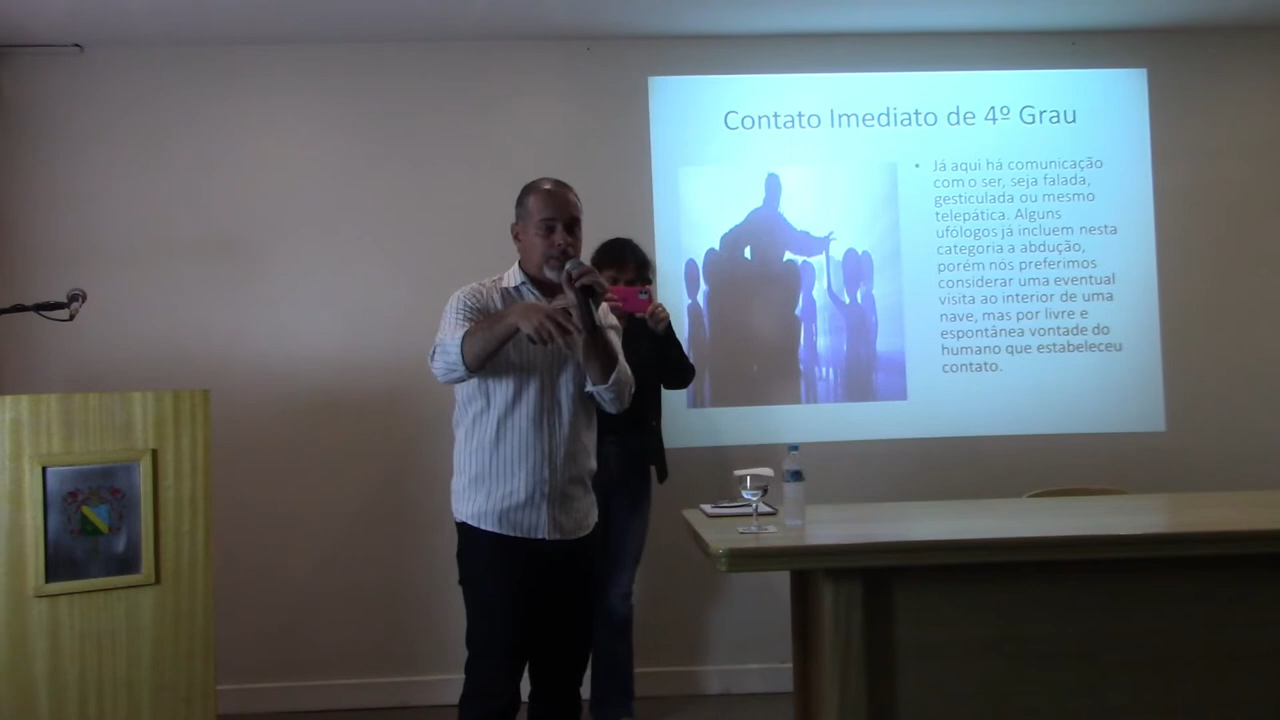 Contato Imediato de 4º Grau
• Já aqui há comunicação
com o ser, seja falada,
gesticulada ou mesmo
telepática. Alguns
ufólogos já incluem nesta
categoria a abdução,
porém nós preferimos
considerar uma eventual
visita ao interior de uma
nave, mas por livre e
espontânea vontade do
humano que estabeleceu
contato.